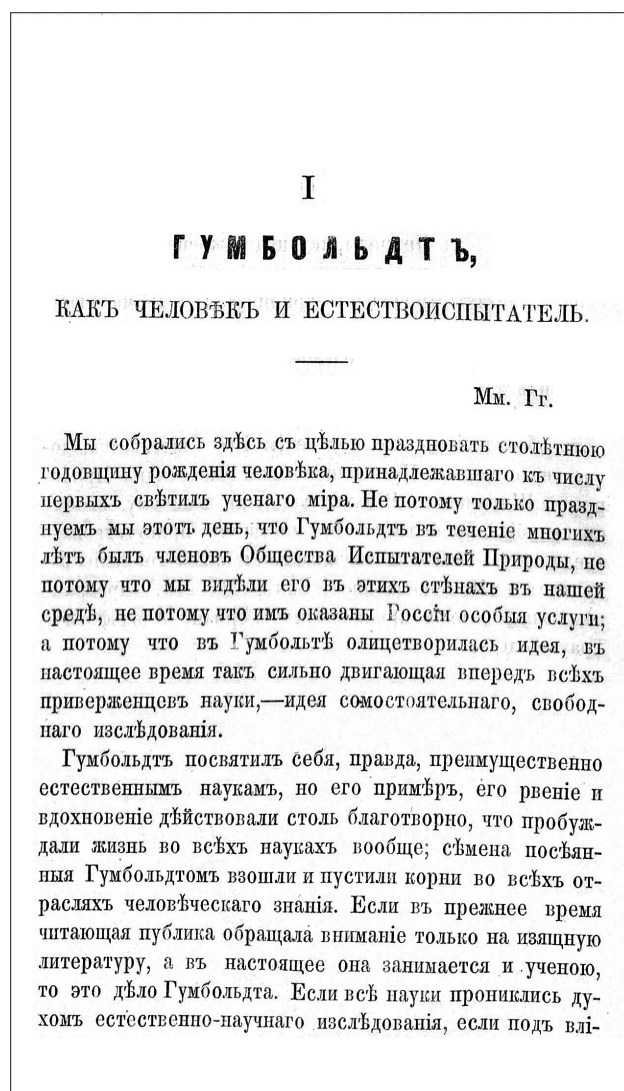 I
ГУМБОЛЬДТЪ,
КАКЪ ЧЕЛОВѢКЪ И ЕСТЕСТВОИСПЫТАТЕЛЬ.
Мм. Гг.
Мы собрались здѣсь съ цѣлью праздновать столѣтнюю
годовщину рожденія человѣка, принадлежавшаго къ числу
первыхъ свѣтилъ ученаго міра. Не потому только празд-
нуемъ мы этотъ день, что Гумбольдтъ въ теченіе многихъ
лѣтъ былъ членовъ Общества Испытателей Природы, не
потому что мы видѣли его въ этихъ стѣнахъ въ нашей
средѣ, не потому что имъ оказаны Россіи особыя услуги;
а потому что въ Гумбольтѣ олицетворилась идея, въ
настоящее время такъ сильно двигающая впередъ всѣхъ
приверженцевъ науки,—идея самостоятельнаго, свобод-
наго изслѣдованія.
Гумбольдтъ посвятилъ себя, правда, преимущественно
естественнымъ наукамъ, но его примѣръ, его рвеніе и
вдохновеніе дѣйствовали столь благотворно, что пробуж-
дали жизнь во всѣхъ наукахъ вообще; сѣмена посѣян-
ныя Гумбольдтомъ взошли и пустили корни во всѣхъ от-
расляхъ человѣческаго знанія. Если въ прежнее время
читающая публика обращала вниманіе только на изящную
литературу, а въ настоящее она занимается и ученою,
то это дѣло Гумбольдта. Если всѣ науки прониклись ду-
хомъ естественно-научнаго изслѣдованія, если подъ влі-